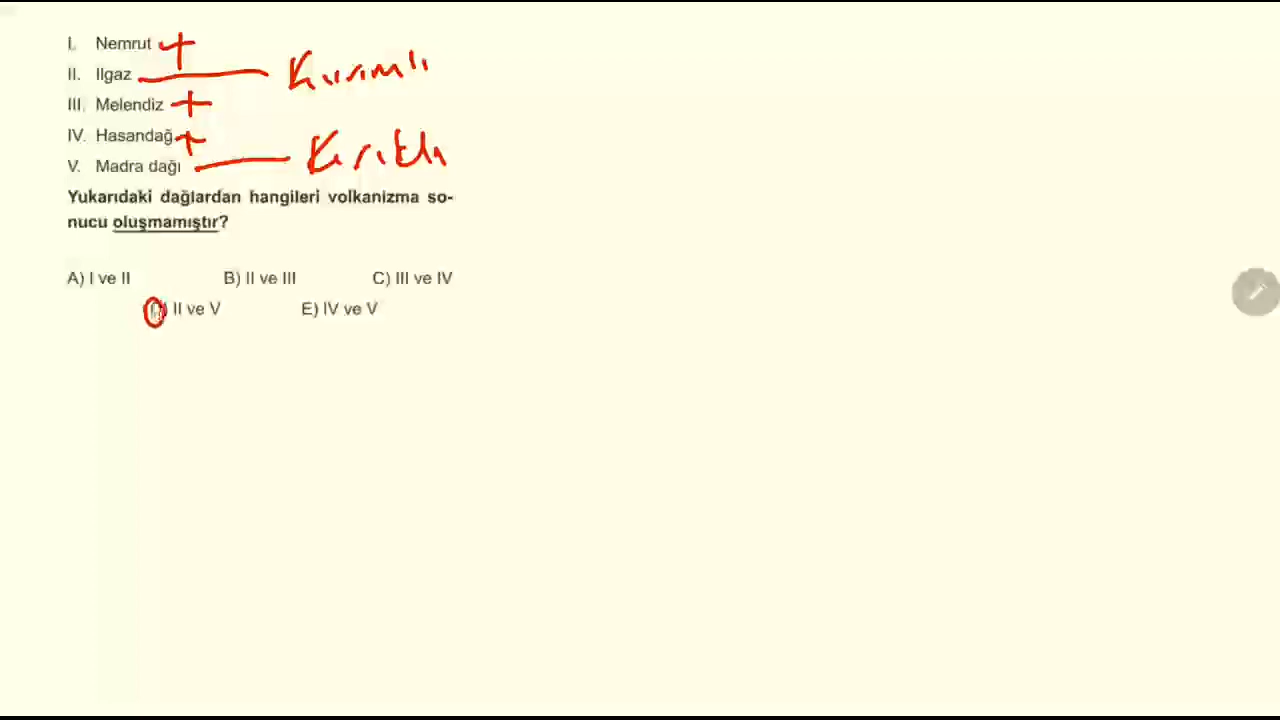 I. Nemrut +
II. Ilgaz — Kıvrımlı
III. Melendiz +
IV. Hasandağ +
V. Madra dağı — Kırıklı
Yukarıdaki dağlardan hangileri volkanizma so-
nucu oluşmamıştır?
A) I ve II B) II ve III C) III ve IV
D) II ve V E) IV ve V